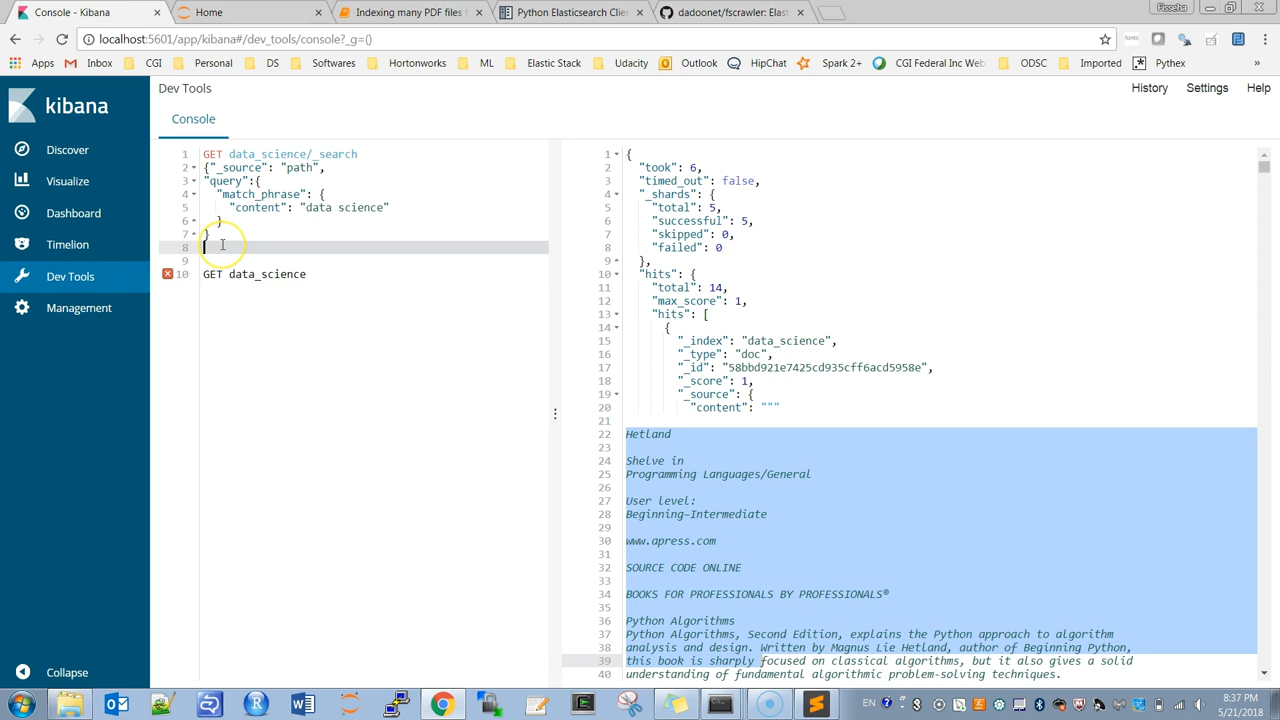 Kibana - Console
Home
Indexing many PDF files f
Python Elasticsearch Clie
dadoonet/fscrawler: Elast
Fisseha
localhost:5601/app/kibana#/dev_tools/console?_g=()
Apps
Inbox
CGI
Personal
DS
Softwares
Hortonworks
ML
Elastic Stack
Udacity
Outlook
HipChat
Spark 2+
CGI Federal Inc Web
ODSC
Imported
Pythex
»
kibana
Discover
Visualize
Dashboard
Timelion
Dev Tools
Management
Collapse
Dev Tools
History
Settings
Help
Console
1 GET data_science/_search
2 {"_source": "path",
3 "query":{
4 "match_phrase": {
5 "content": "data science"
6 }
7 }
8
9
10 GET data_science
1 {
2 "took": 6,
3 "timed_out": false,
4 "_shards": {
5 "total": 5,
6 "successful": 5,
7 "skipped": 0,
8 "failed": 0
9 },
10 "hits": {
11 "total": 14,
12 "max_score": 1,
13 "hits": [
14 {
15 "_index": "data_science",
16 "_type": "doc",
17 "_id": "58bbd921e7425cd935cff6acd5958e",
18 "_score": 1,
19 "_source": {
20 "content": """
21
22 Hetland
23
24 Shelve in
25 Programming Languages/General
26
27 User level:
28 Beginning–Intermediate
29
30 www.apress.com
31
32 SOURCE CODE ONLINE
33
34 BOOKS FOR PROFESSIONALS BY PROFESSIONALS®
35
36 Python Algorithms
37 Python Algorithms, Second Edition, explains the Python approach to algorithm
38 analysis and design. Written by Magnus Lie Hetland, author of Beginning Python,
39 this book is sharply focused on classical algorithms, but it also gives a solid
40 understanding of fundamental algorithmic problem-solving techniques.
EN
8:37 PM
5/21/2018